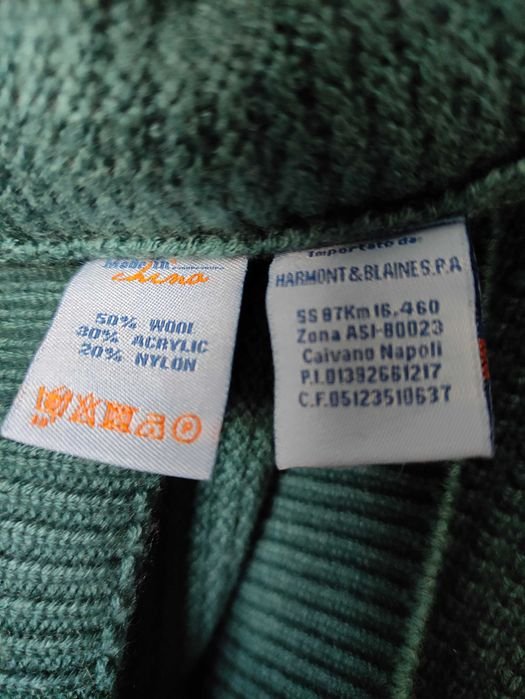 Made in
china
50% WOOL
30% ACRYLIC
20% NYLON
P
Importato da:
HARMONT&BLAINE S.P.A
SS 87Km 16.460
Zona ASI-80023
Caivano Napoli
P.I.01392661217
C.F.05123510637